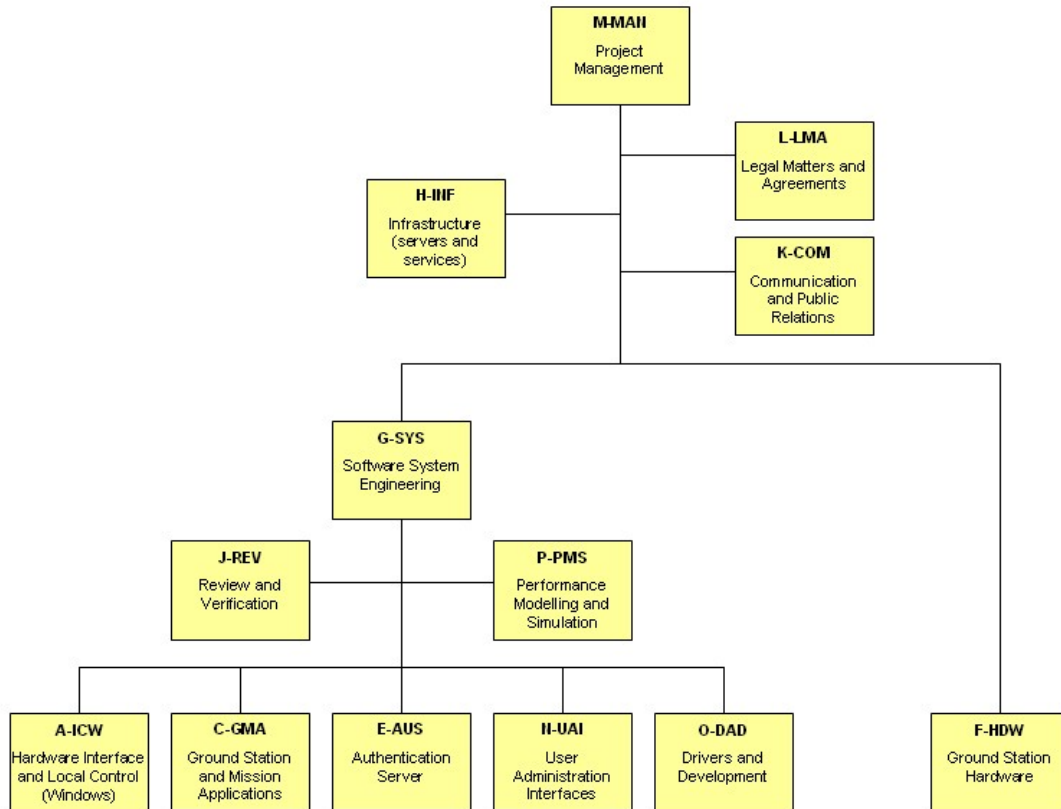 M-MAN
Project
Management
L-LMA
Legal Matters and
Agreements
H-INF
Infrastructure
(servers and
services)
K-COM
Communication
and Public
Relations
G-SYS
Software System
Engineering
J-REV
Review and
Verification
P-PMS
Performance
Modelling and
Simulation
A-ICW
Hardware Interface
and Local Control
(Windows)
C-GMA
Ground Station
and Mission
Applications
E-AUS
Authentication
Server
N-UAI
User
Administration
Interfaces
O-DAD
Drivers and
Development
F-HDW
Ground Station
Hardware